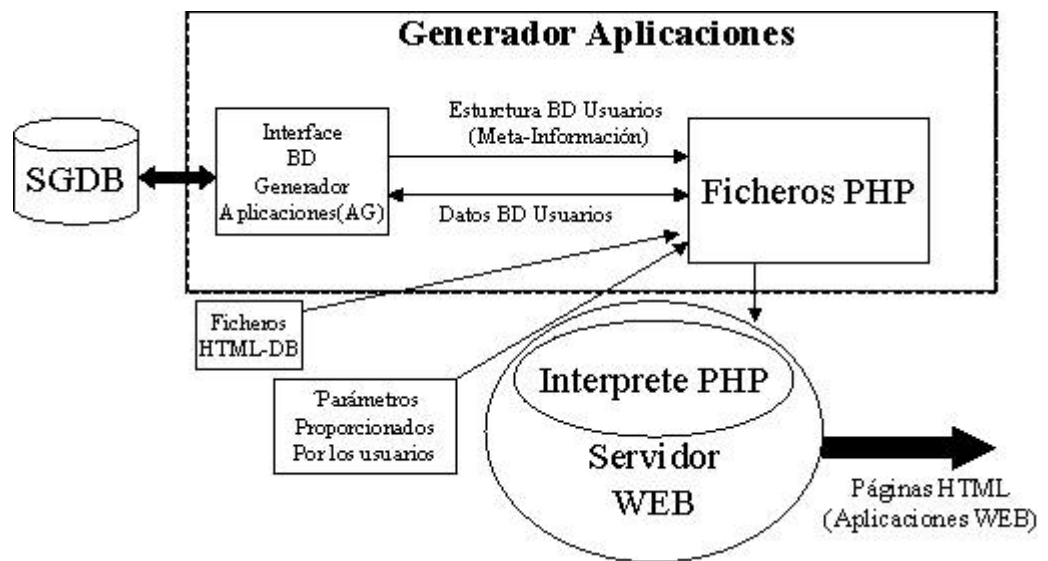 Generador Aplicaciones
SGDB
Interface
BD
Generador
Aplicaciones(AG)
Esturctura BD Usuarios
(Meta-Información)
Datos BD Usuarios
Ficheros PHP
Ficheros
HTML-DB
Parámetros
Proporcionados
Por los usuarios
Interprete PHP
Servidor
WEB
Páginas HTML
(Aplicaciones WEB)